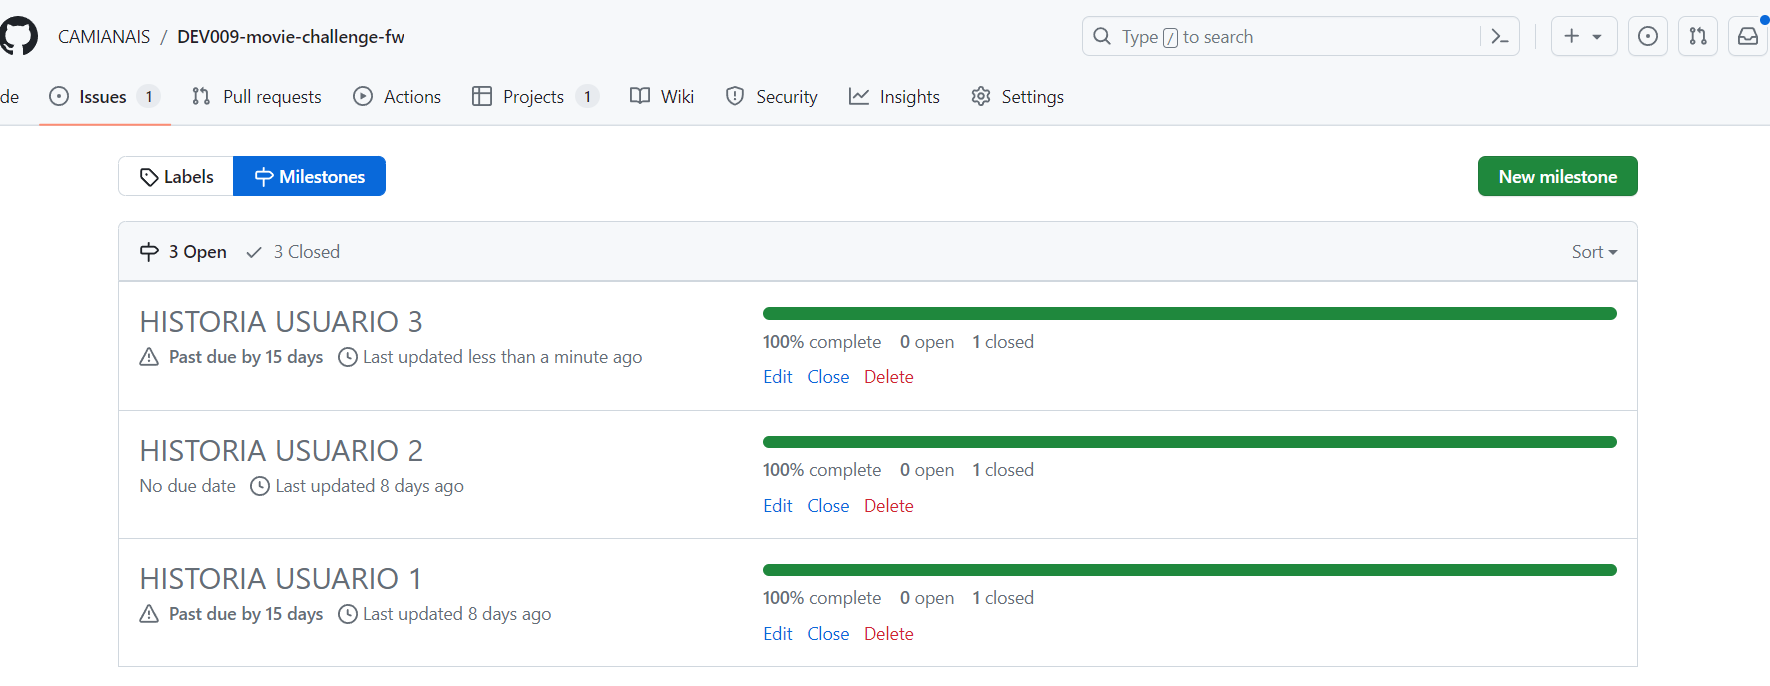 CAMIANAIS / DEV009-movie-challenge-fw
Type / to search
de Issues 1 Pull requests Actions Projects 1 Wiki Security Insights Settings
Labels Milestones New milestone
3 Open 3 Closed Sort
HISTORIA USUARIO 3
Past due by 15 days Last updated less than a minute ago
100% complete 0 open 1 closed
Edit Close Delete
HISTORIA USUARIO 2
No due date Last updated 8 days ago
100% complete 0 open 1 closed
Edit Close Delete
HISTORIA USUARIO 1
Past due by 15 days Last updated 8 days ago
100% complete 0 open 1 closed
Edit Close Delete